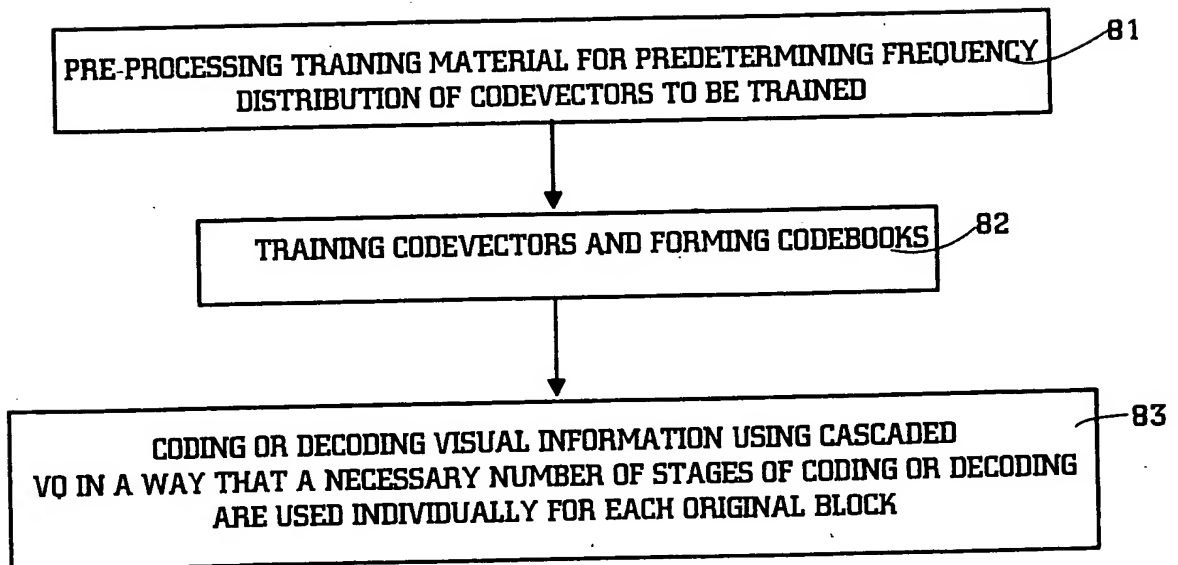 81
PRE-PROCESSING TRAINING MATERIAL FOR PREDETERMINING FREQUENCY
DISTRIBUTION OF CODEVECTORS TO BE TRAINED
TRAINING CODEVECTORS AND FORMING CODEBOOKS
82
CODING OR DECODING VISUAL INFORMATION USING CASCADED
83
VQ IN A WAY THAT A NECESSARY NUMBER OF STAGES OF CODING OR DECODING
ARE USED INDIVIDUALLY FOR EACH ORIGINAL BLOCK